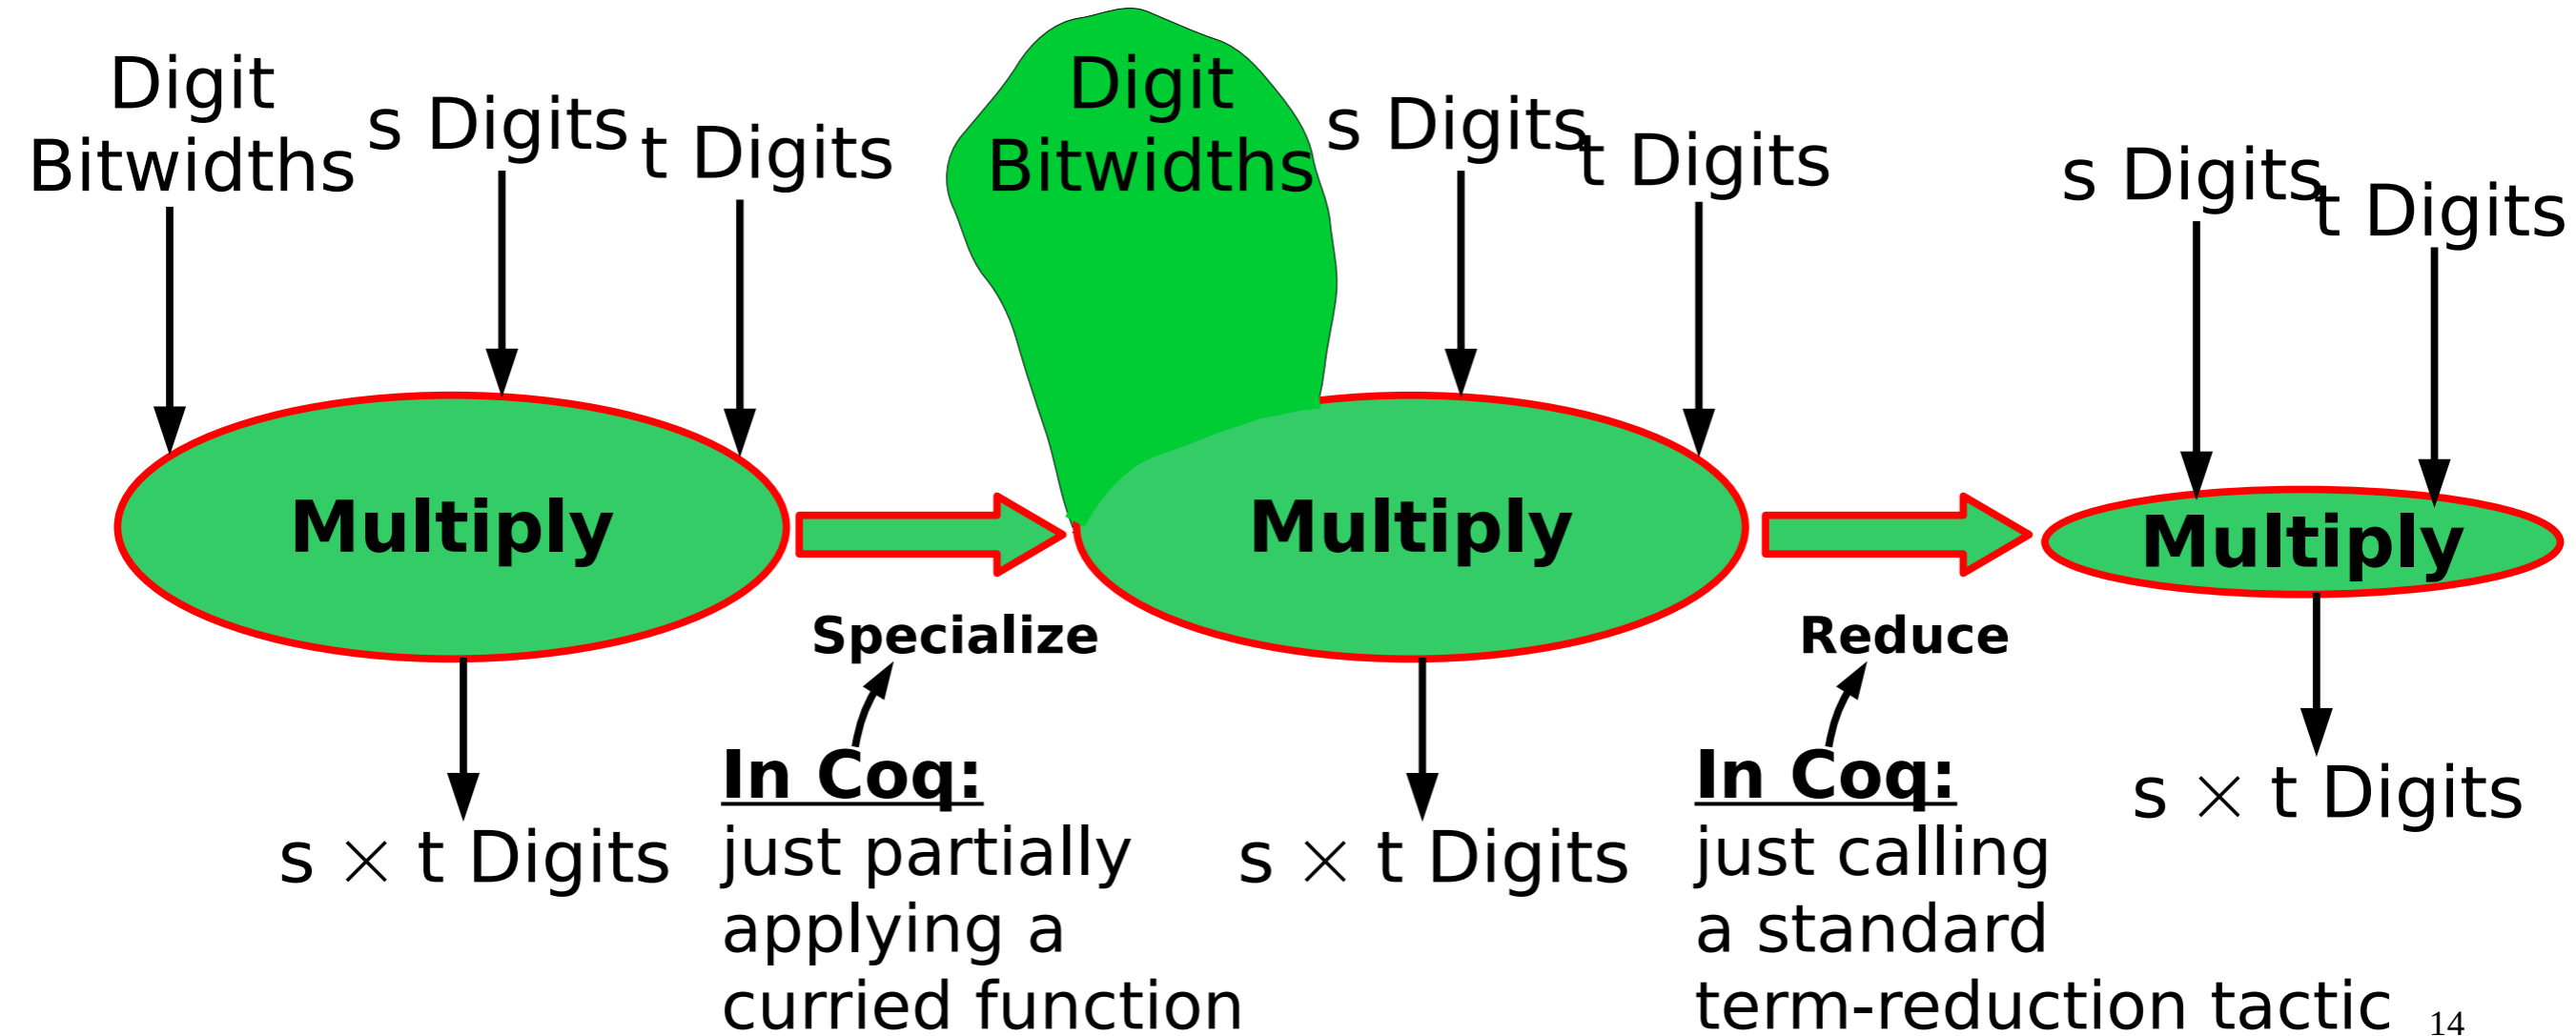 Digit
Bitwidths
s Digits
t Digits
Multiply
s × t Digits
Specialize
In Coq:
just partially
applying a
curried function
Digit
Bitwidths
s Digits
t Digits
Multiply
s × t Digits
Reduce
In Coq:
just calling
a standard
term-reduction tactic
s Digits
t Digits
Multiply
s × t Digits
14